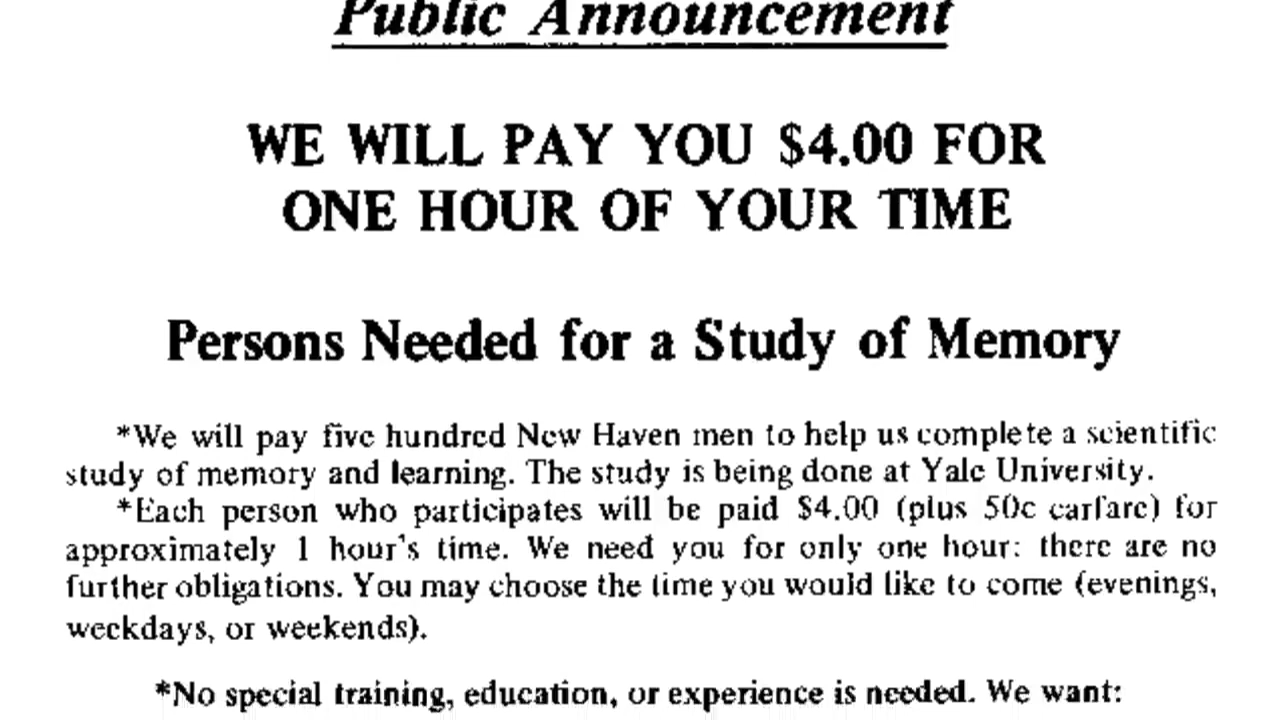 Public Announcement
WE WILL PAY YOU $4.00 FOR
ONE HOUR OF YOUR TIME
Persons Needed for a Study of Memory
*We will pay five hundred New Haven men to help us complete a scientific
study of memory and learning. The study is being done at Yale University.
*Each person who participates will be paid $4.00 (plus 50c carfare) for
approximately 1 hour's time. We need you for only one hour: there are no
further obligations. You may choose the time you would like to come (evenings,
weekdays, or weekends).
*No special training, education, or experience is needed. We want: